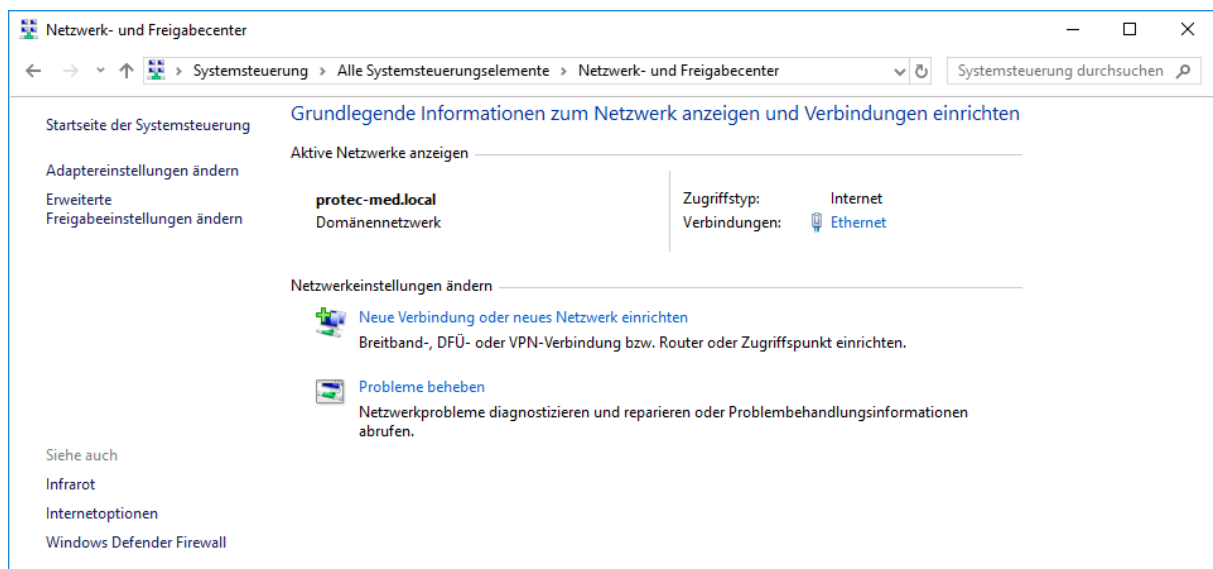 Netzwerk- und Freigabecenter
Systemsteuerung > Alle Systemsteuerungselemente > Netzwerk- und Freigabecenter
Systemsteuerung durchsuchen
Startseite der Systemsteuerung
Adaptereinstellungen ändern
Erweiterte
Freigabeeinstellungen ändern
Grundlegende Informationen zum Netzwerk anzeigen und Verbindungen einrichten
Aktive Netzwerke anzeigen
protec-med.local
Domänennetzwerk
Zugriffstyp: Internet
Verbindungen: Ethernet
Netzwerkeinstellungen ändern
Neue Verbindung oder neues Netzwerk einrichten
Breitband-, DFÜ- oder VPN-Verbindung bzw. Router oder Zugriffspunkt einrichten.
Probleme beheben
Netzwerkprobleme diagnostizieren und reparieren oder Problembehandlungsinformationen
abrufen.
Siehe auch
Infrarot
Internetoptionen
Windows Defender Firewall